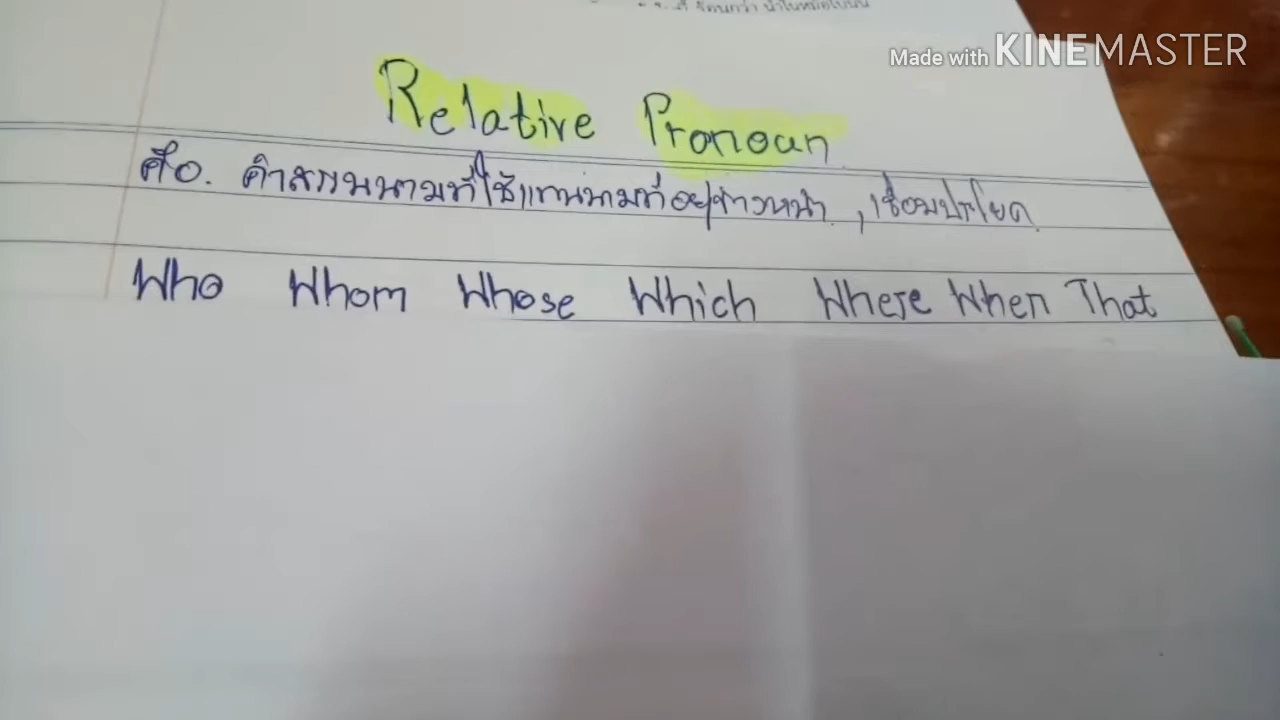 Made with KINEMASTER
Relative Pronoun
คือ. คำสรรพนามที่ใช้แทนนามที่อยู่ข้างหน้า , เชื่อมประโยค
Who Whom Whose Which Where When That